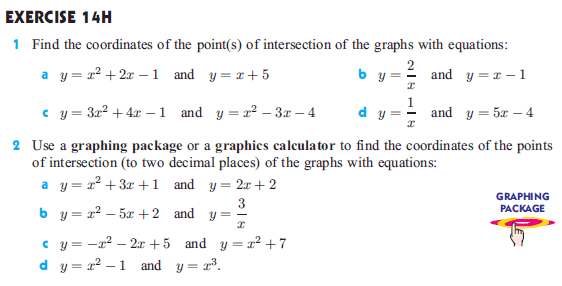 EXERCISE 14H
1 Find the coordinates of the point(s) of intersection of the graphs with equations:
a y = x² + 2x − 1 and y = x + 5
b y = 2/x and y = x − 1
c y = 3x² + 4x − 1 and y = x² − 3x − 4
d y = 1/x and y = 5x − 4
2 Use a graphing package or a graphics calculator to find the coordinates of the points
of intersection (to two decimal places) of the graphs with equations:
a y = x² + 3x + 1 and y = 2x + 2
b y = x² − 5x + 2 and y = 3/x
c y = −x² − 2x + 5 and y = x² + 7
d y = x² − 1 and y = x³.
GRAPHING
PACKAGE